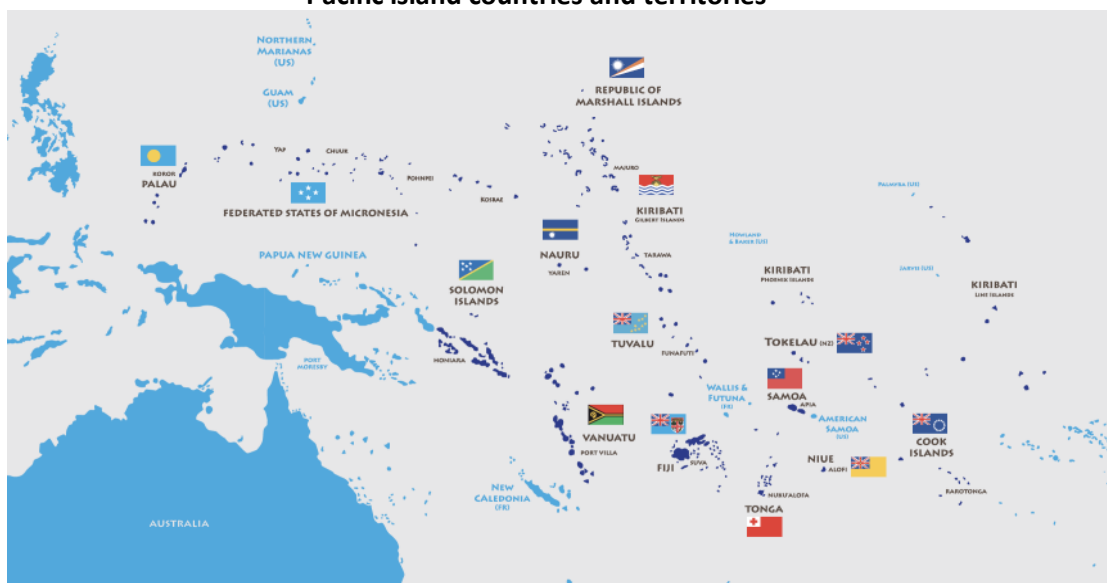 Pacific island countries and territories
NORTHERN
MARIANAS
(US)
GUAM
(US)
REPUBLIC OF
MARSHALL ISLANDS
YAP
CHUUK
KOROR
PALAU
POHNPEI
MAJURO
PALMYRA (US)
KOSRAE
FEDERATED STATES OF MICRONESIA
KIRIBATI
GILBERT ISLANDS
HOWLAND
& BAKER (US)
PAPUA NEW GUINEA
NAURU
YAREN
TARAWA
KIRIBATI
PHOENIX ISLANDS
JARVIS (US)
KIRIBATI
LINE ISLANDS
SOLOMON
ISLANDS
TUVALU
TOKELAU (NZ)
HONIARA
PORT
MORESBY
FUNAFUTI
WALLIS &
FUTUNA
(FR)
SAMOA
APIA
AMERICAN
SAMOA
(US)
VANUATU
PORT VILLA
FIJI
SUVA
COOK
ISLANDS
NIUE
ALOFI
NEW
CALEDONIA
(FR)
NUKU'ALOFA
RAROTONGA
TONGA
AUSTRALIA